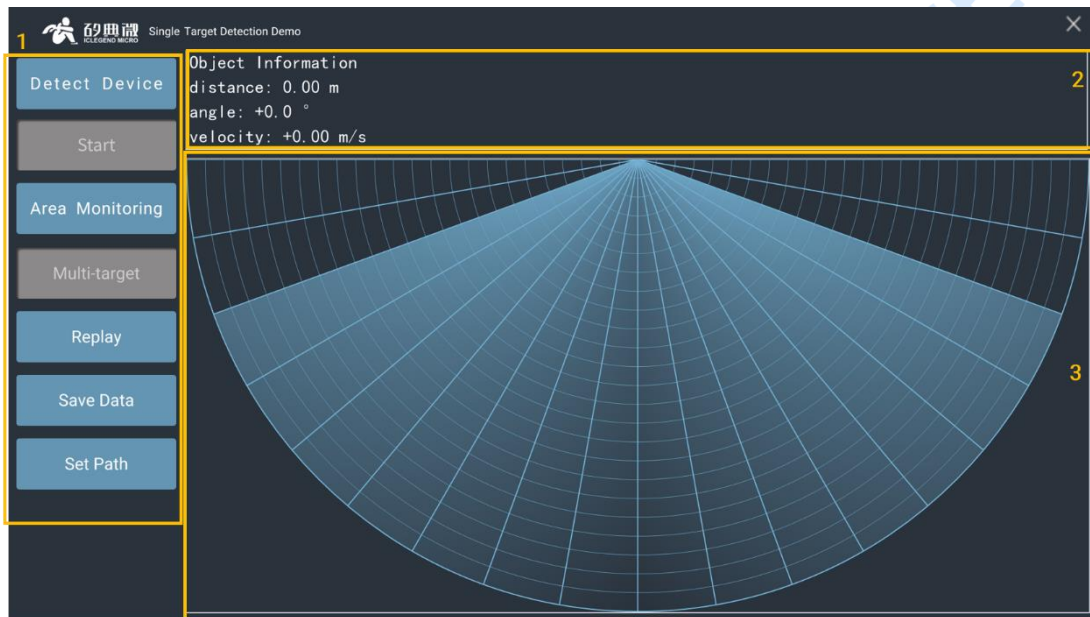 矽典微
ICLEGEND MICRO
Single Target Detection Demo
1
Object Information
distance: 0.00 m
angle: +0.0 °
velocity: +0.00 m/s
2
Detect Device
Start
Area Monitoring
Multi-target
Replay
Save Data
Set Path
3